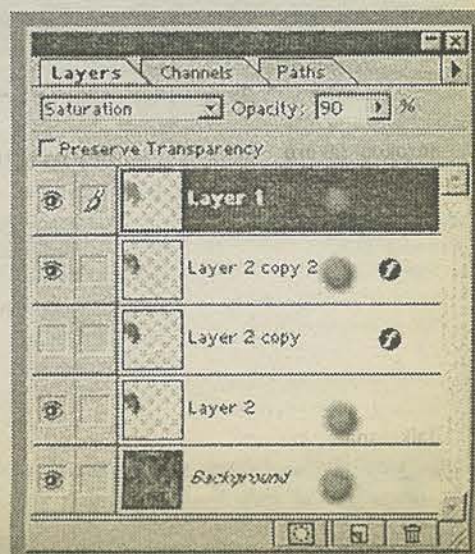 Layers Channels Paths
Saturation Opacity: 90 %
Preserve Transparency
Layer 1
Layer 2 copy 2
Layer 2 copy
Layer 2
Background